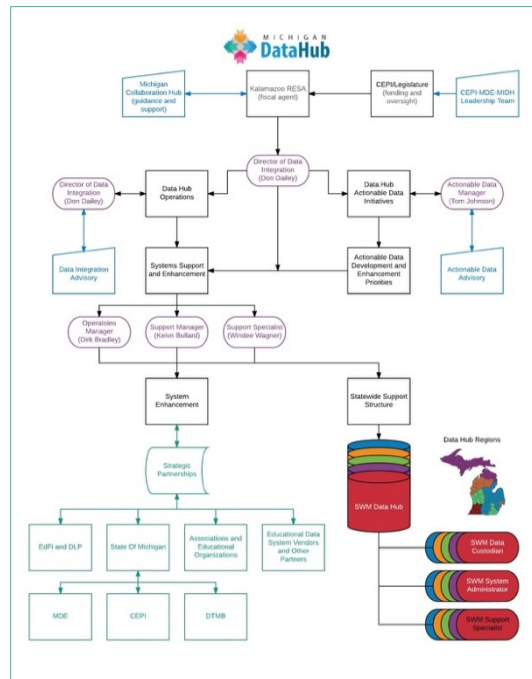 MICHIGAN
DataHub
Michigan
Collaboration Hub
(guidance and
support)
Kalamazoo RESA
(fiscal agent)
CEPI/Legislature
(funding and
oversight)
CEPI-MDE-MIDH
Leadership Team
Director of Data
Integration
(Don Dailey)
Data Hub
Operations
Director of Data
Integration
(Don Dailey)
Data Hub
Actionable Data
Initiatives
Actionable Data
Manager
(Tom Johnson)
Data Integration
Advisory
Systems Support
and Enhancement
Actionable Data
Development and
Enhancement
Priorities
Actionable Data
Advisory
Operatoins
Manager
(Dirk Bradley)
Support Manager
(Keivn Bullard)
Support Specialist
(Windee Wagner)
System
Enhancement
Statewide Support
Structure
Strategic
Partnerships
SWM Data Hub
Data Hub Regions
EdFi and DLP
State Of Michigan
Associations and
Educational
Organizations
Educational Data
System Vendors
and Other
Partners
SWM Data
Custodian
SWM System
Administrator
SWM Support
Specialist
MDE
CEPI
DTMB